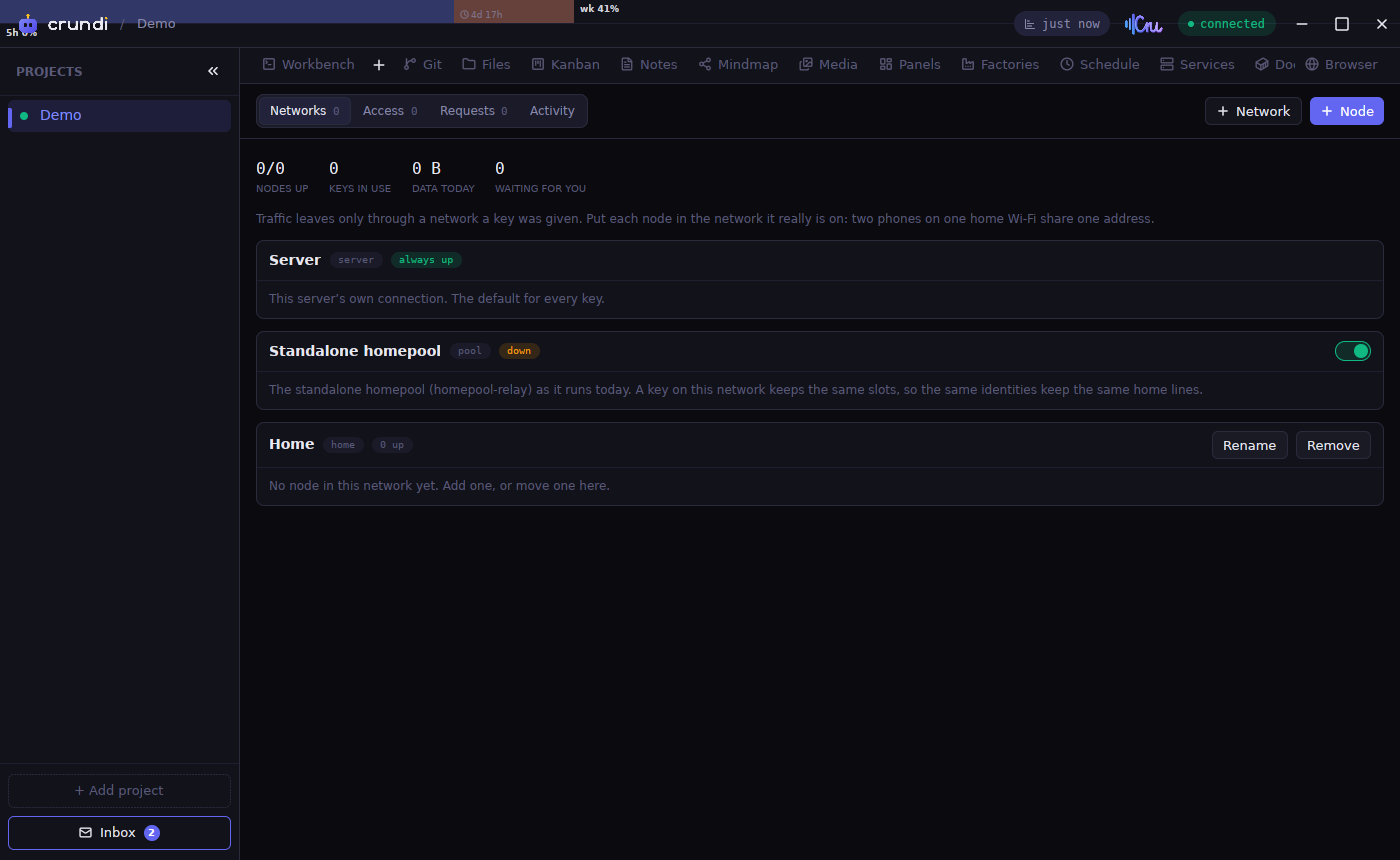 4d 17h
wk 41%
crundi / Demo
just now
Cru
connected
PROJECTS
Workbench
Git
Files
Kanban
Notes
Mindmap
Media
Panels
Factories
Schedule
Services
Browser
Demo
Networks 0
Access 0
Requests 0
Activity
+ Network
+ Node
0/0
NODES UP
0
KEYS IN USE
0 B
DATA TODAY
0
WAITING FOR YOU
Traffic leaves only through a network a key was given. Put each node in the network it really is on: two phones on one home Wi-Fi share one address.
Server server always up
This server’s own connection. The default for every key.
Standalone homepool pool down
The standalone homepool (homepool-relay) as it runs today. A key on this network keeps the same slots, so the same identities keep the same home lines.
Home home 0 up
Rename
Remove
No node in this network yet. Add one, or move one here.
+ Add project
Inbox 2